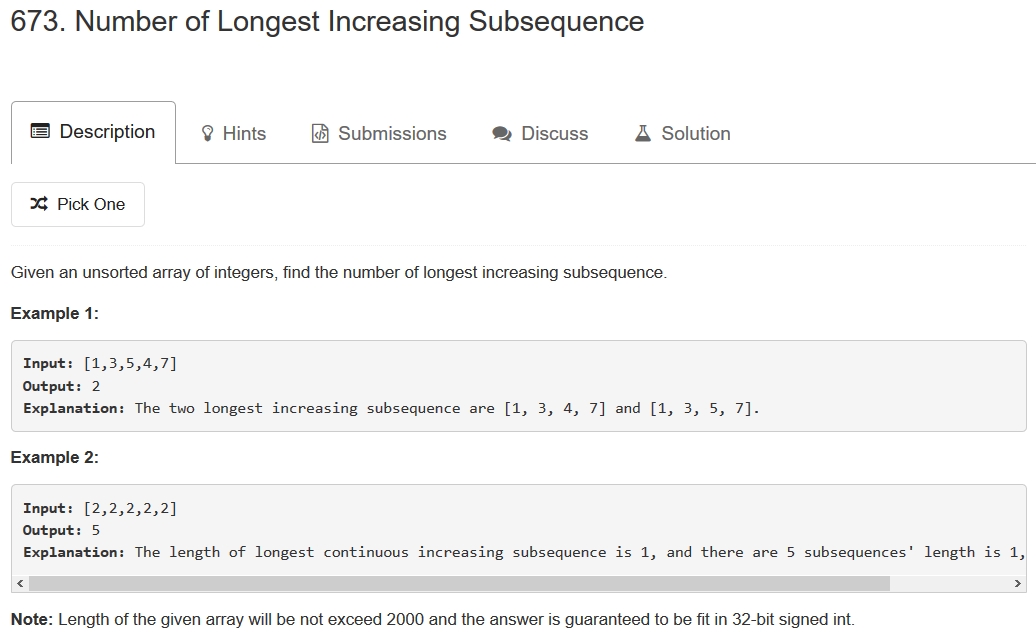 673. Number of Longest Increasing Subsequence
Description Hints Submissions Discuss Solution
Pick One
Given an unsorted array of integers, find the number of longest increasing subsequence.
Example 1:
Input: [1,3,5,4,7]
Output: 2
Explanation: The two longest increasing subsequence are [1, 3, 4, 7] and [1, 3, 5, 7].
Example 2:
Input: [2,2,2,2,2]
Output: 5
Explanation: The length of longest continuous increasing subsequence is 1, and there are 5 subsequences' length is 1,
Note: Length of the given array will be not exceed 2000 and the answer is guaranteed to be fit in 32-bit signed int.